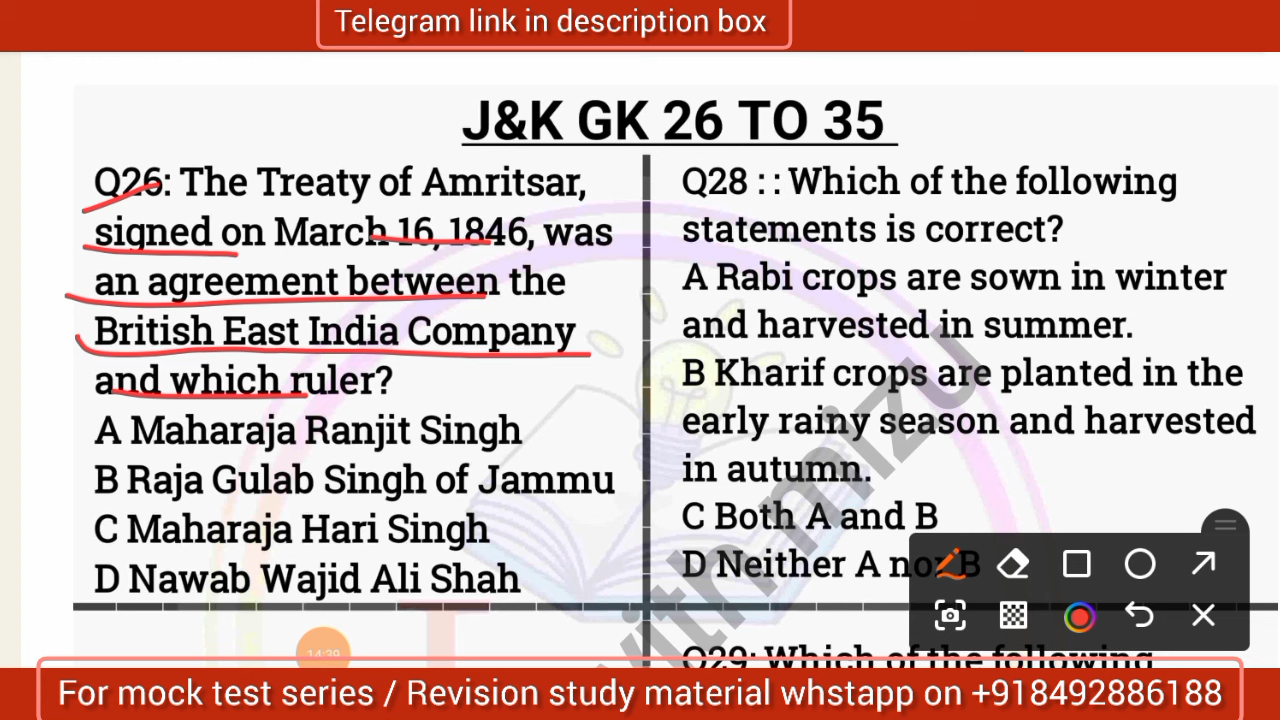 Telegram link in description box
J&K GK 26 TO 35
Q26: The Treaty of Amritsar,
signed on March 16, 1846, was
an agreement between the
British East India Company
and which ruler?
A Maharaja Ranjit Singh
B Raja Gulab Singh of Jammu
C Maharaja Hari Singh
D Nawab Wajid Ali Shah
Q28 : : Which of the following
statements is correct?
A Rabi crops are sown in winter
and harvested in summer.
B Kharif crops are planted in the
early rainy season and harvested
in autumn.
C Both A and B
D Neither A nor B
Q29: Which of the following
with mizu
14:29
For mock test series / Revision study material whstapp on +918492886188